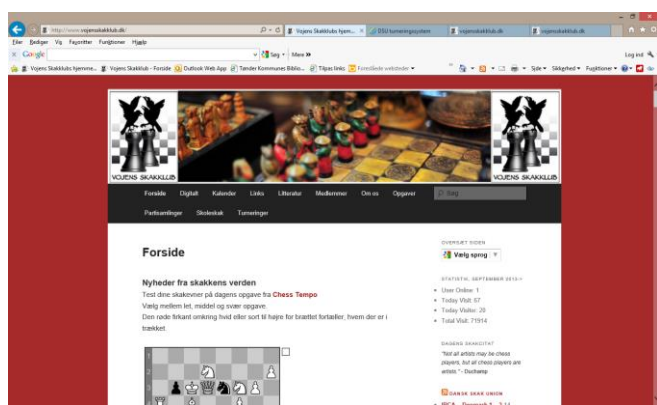 http://www.vojensskakklub.dk/
Vojens Skakklubs hjem...
DSU turneringssystem
vojensskakklub.dk
vojensskakklub.dk
Filer Rediger Vis Favoritter Funktioner Hjælp
Google
Søg
Mere »
Log ind
Vojens Skakklubs hjemme...
Vojens Skakklub - Forside
Outlook Web App
Tønder Kommunes Biblio...
Tilpas links
Foreslåede websteder
Side
Sikkerhed
Funktioner
VOJENS SKAKKLUB
VOJENS SKAKKLUB
Forside Digitalt Kalender Links Litteratur Medlemmer Om os Opgaver
Søg
Partisamlinger Skoleskak Turneringer
Forside
OVERSÆT SIDEN
Vælg sprog
Nyheder fra skakkens verden
Test dine skakevner på dagens opgave fra Chess Tempo
Vælg mellem let, middel og svær opgave.
Den røde firkant omkring hvid eller sort til højre for brættet fortæller, hvem der er i
trækket.
User Online: 1
Today Visit: 57
Today Visitor: 20
Total Visit: 71914
DAGENS SKAKCITAT
"Not all artists may be chess
players, but all chess players are
artists." - Duchamp
DANSK SKAK UNION
1
2
3
4